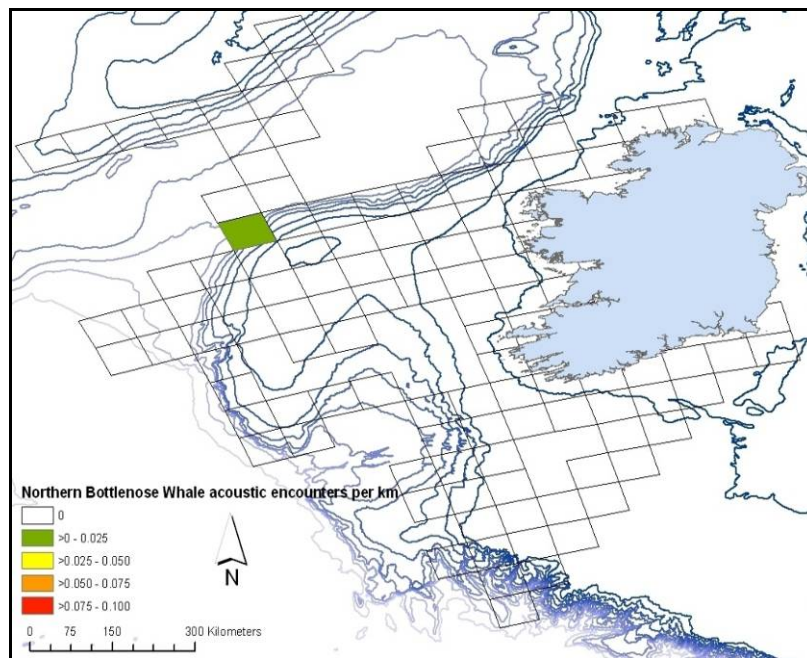 Northern Bottlenose Whale acoustic encounters per km
0
>0 - 0.025
>0.025 - 0.050
>0.050 - 0.075
>0.075 - 0.100
N
0 75 150 300 Kilometers